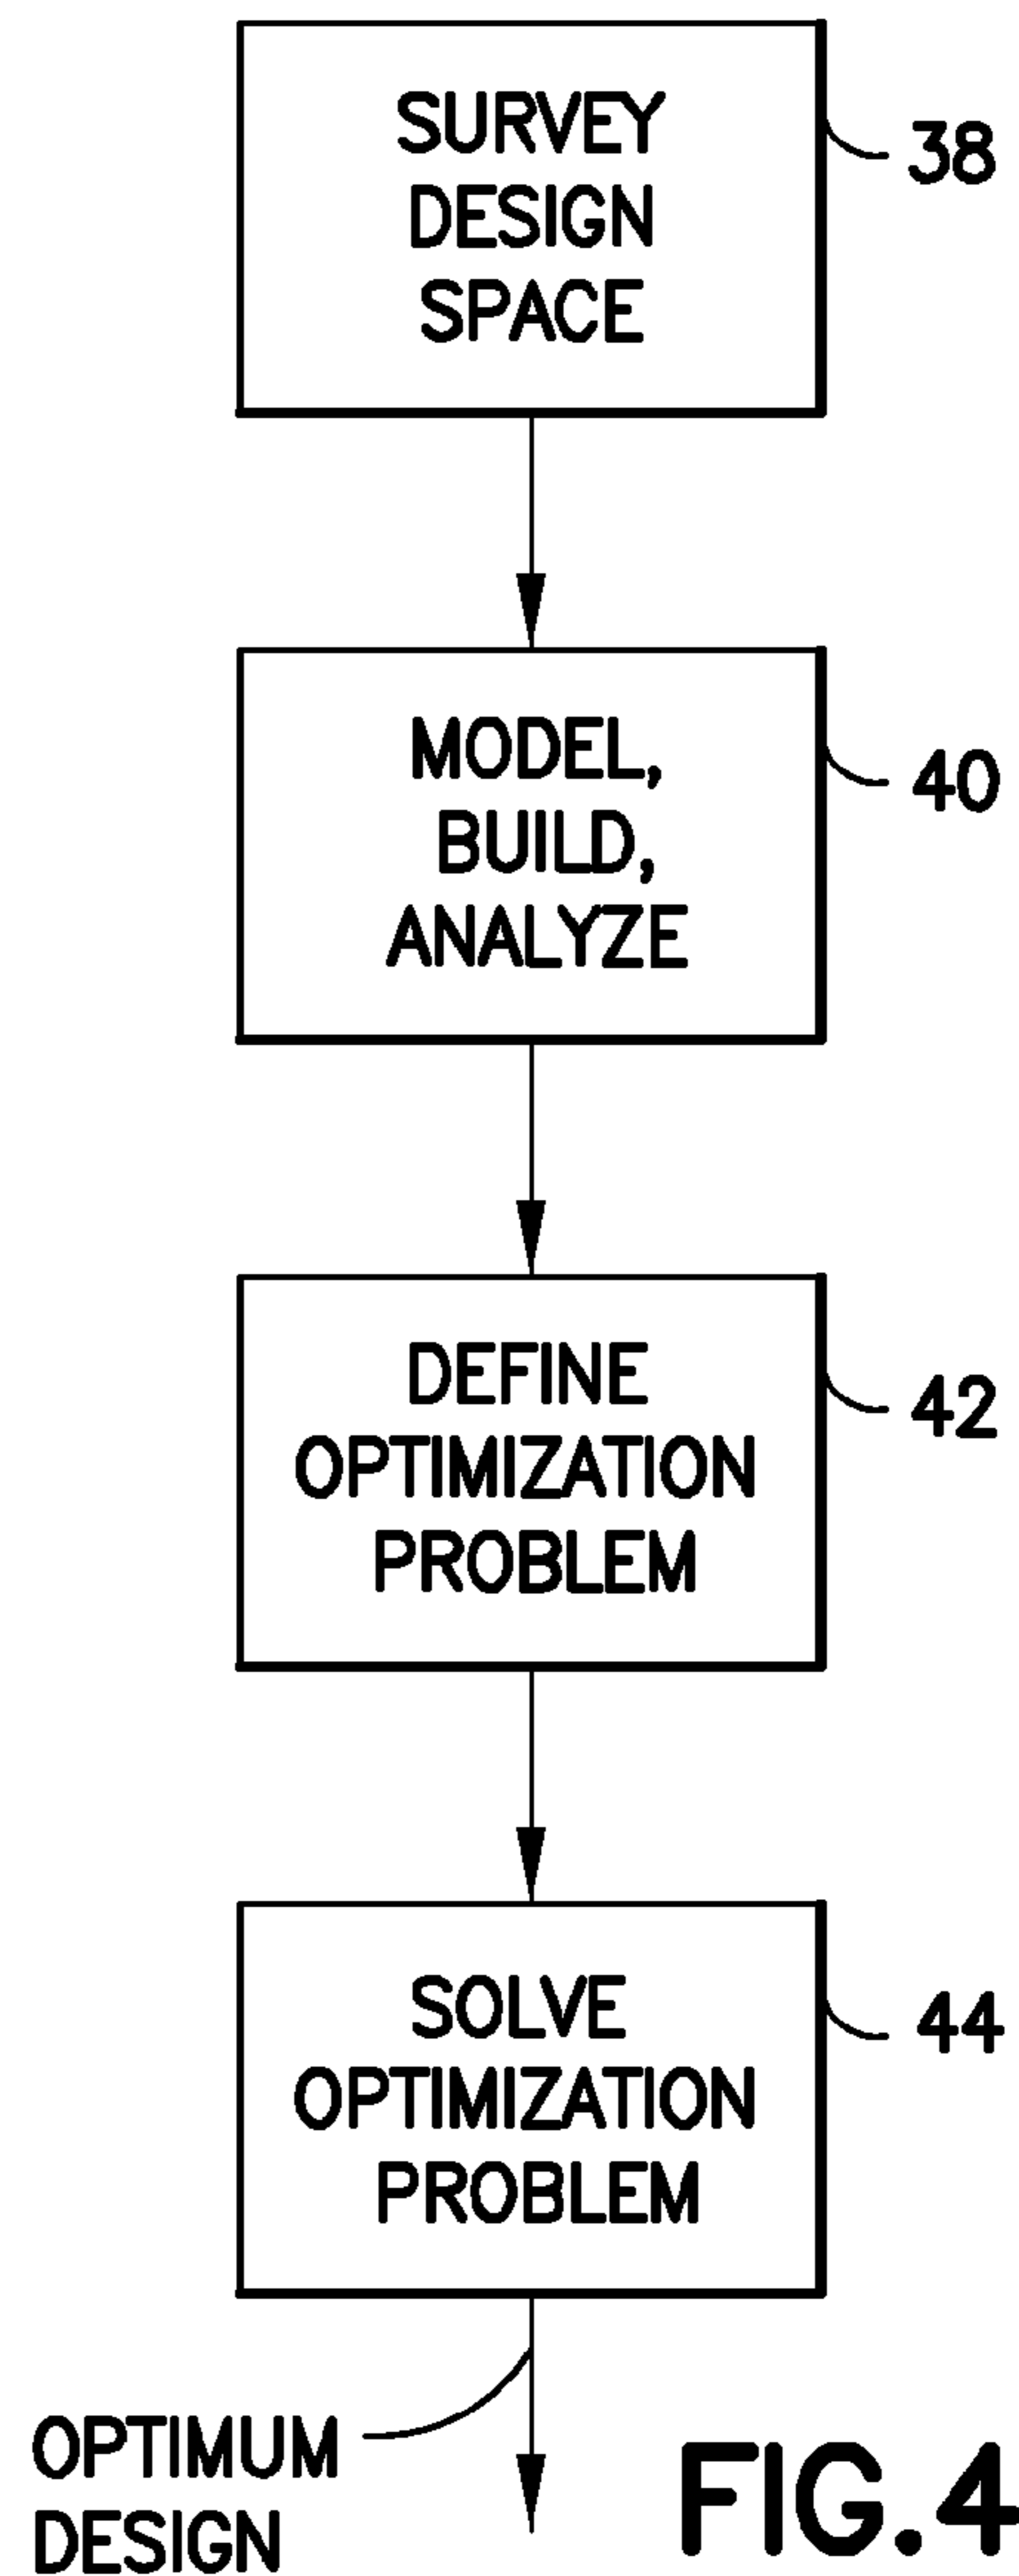 SURVEY
DESIGN
SPACE
38
MODEL,
BUILD,
ANALYZE
40
DEFINE
OPTIMIZATION
PROBLEM
42
SOLVE
OPTIMIZATION
PROBLEM
44
OPTIMUM
DESIGN
FIG.4